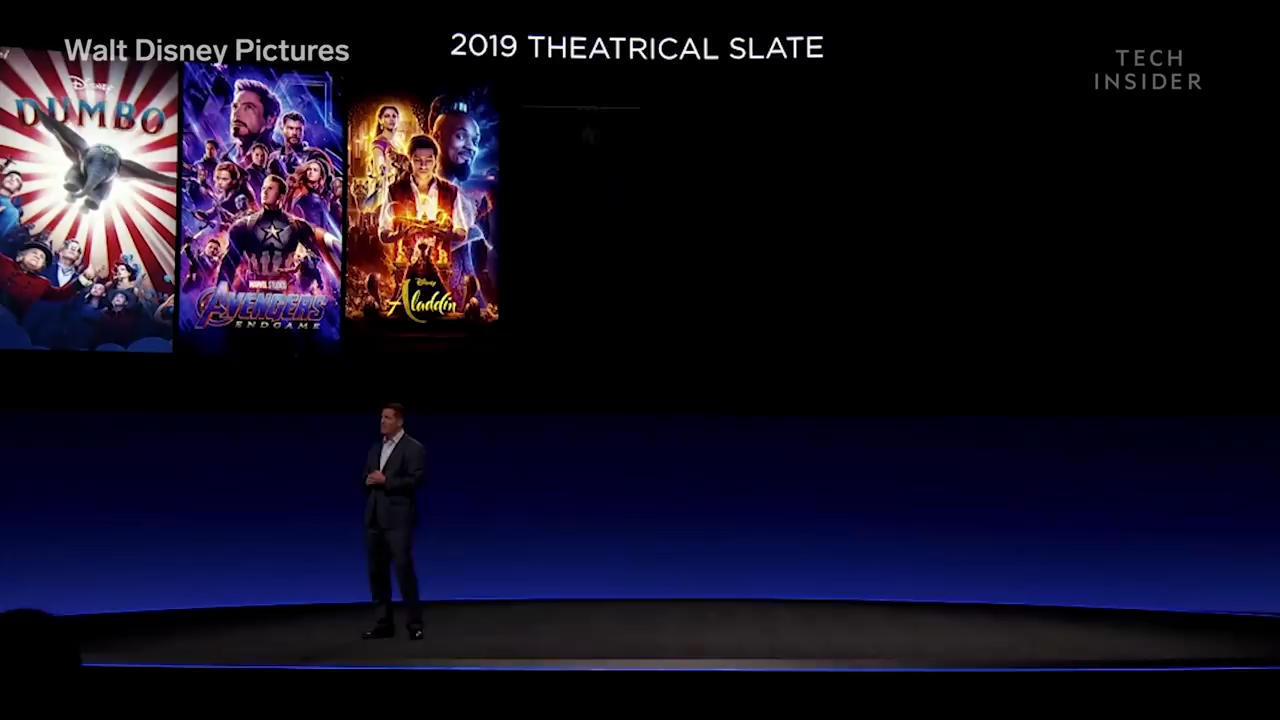 Walt Disney Pictures
2019 THEATRICAL SLATE
TECH
INSIDER
Disney
DUMBO
MARVEL STUDIOS
AVENGERS
ENDGAME
Disney
Aladdin